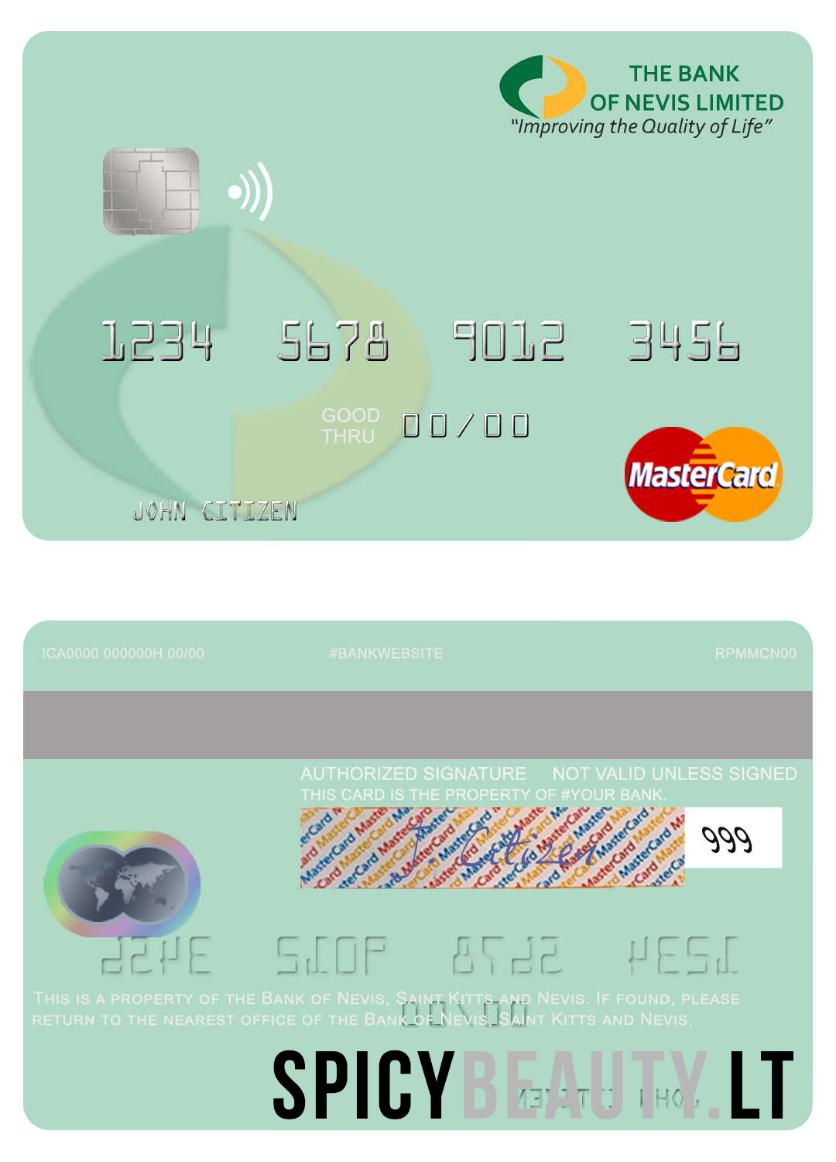 THE BANK
OF NEVIS LIMITED
"Improving the Quality of Life"
1234 5678 9012 3456
GOOD
THRU 00/00
MasterCard
JOHN CITIZEN
ICA0000 000000H 00/00 #BANKWEBSITE RPMMCN00
AUTHORIZED SIGNATURE NOT VALID UNLESS SIGNED
THIS CARD IS THE PROPERTY OF #YOUR BANK.
J. Citizen 999
THIS IS A PROPERTY OF THE BANK OF NEVIS, SAINT KITTS AND NEVIS. IF FOUND, PLEASE
RETURN TO THE NEAREST OFFICE OF THE BANK OF NEVIS, SAINT KITTS AND NEVIS.
SPICYBEAUTY.LT